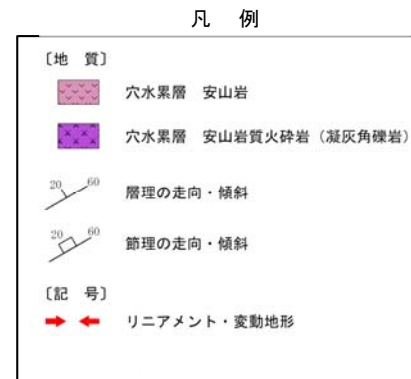 凡 例
〔地 質〕
穴水累層 安山岩
穴水累層 安山岩質火砕岩（凝灰角礫岩）
20 60
層理の走向・傾斜
20 60
節理の走向・傾斜
〔記 号〕
リニアメント・変動地形